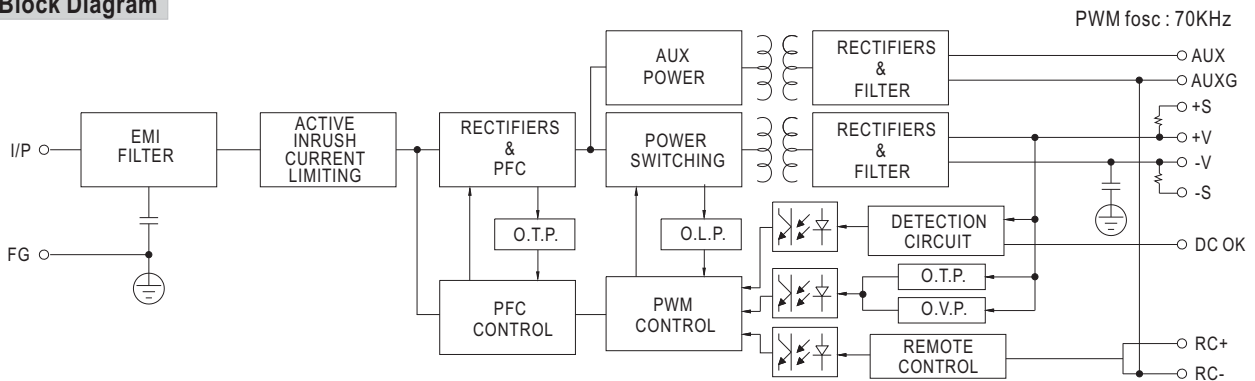 Block Diagram
PWM fosc : 70KHz
AUX
POWER
RECTIFIERS
&
FILTER
AUX
AUXG
+S
I/P
EMI
FILTER
ACTIVE
INRUSH
CURRENT
LIMITING
RECTIFIERS
&
PFC
POWER
SWITCHING
RECTIFIERS
&
FILTER
+V
-V
-S
O.T.P.
O.L.P.
DETECTION
CIRCUIT
DC OK
FG
O.T.P.
O.V.P.
PFC
CONTROL
PWM
CONTROL
REMOTE
CONTROL
RC+
RC-